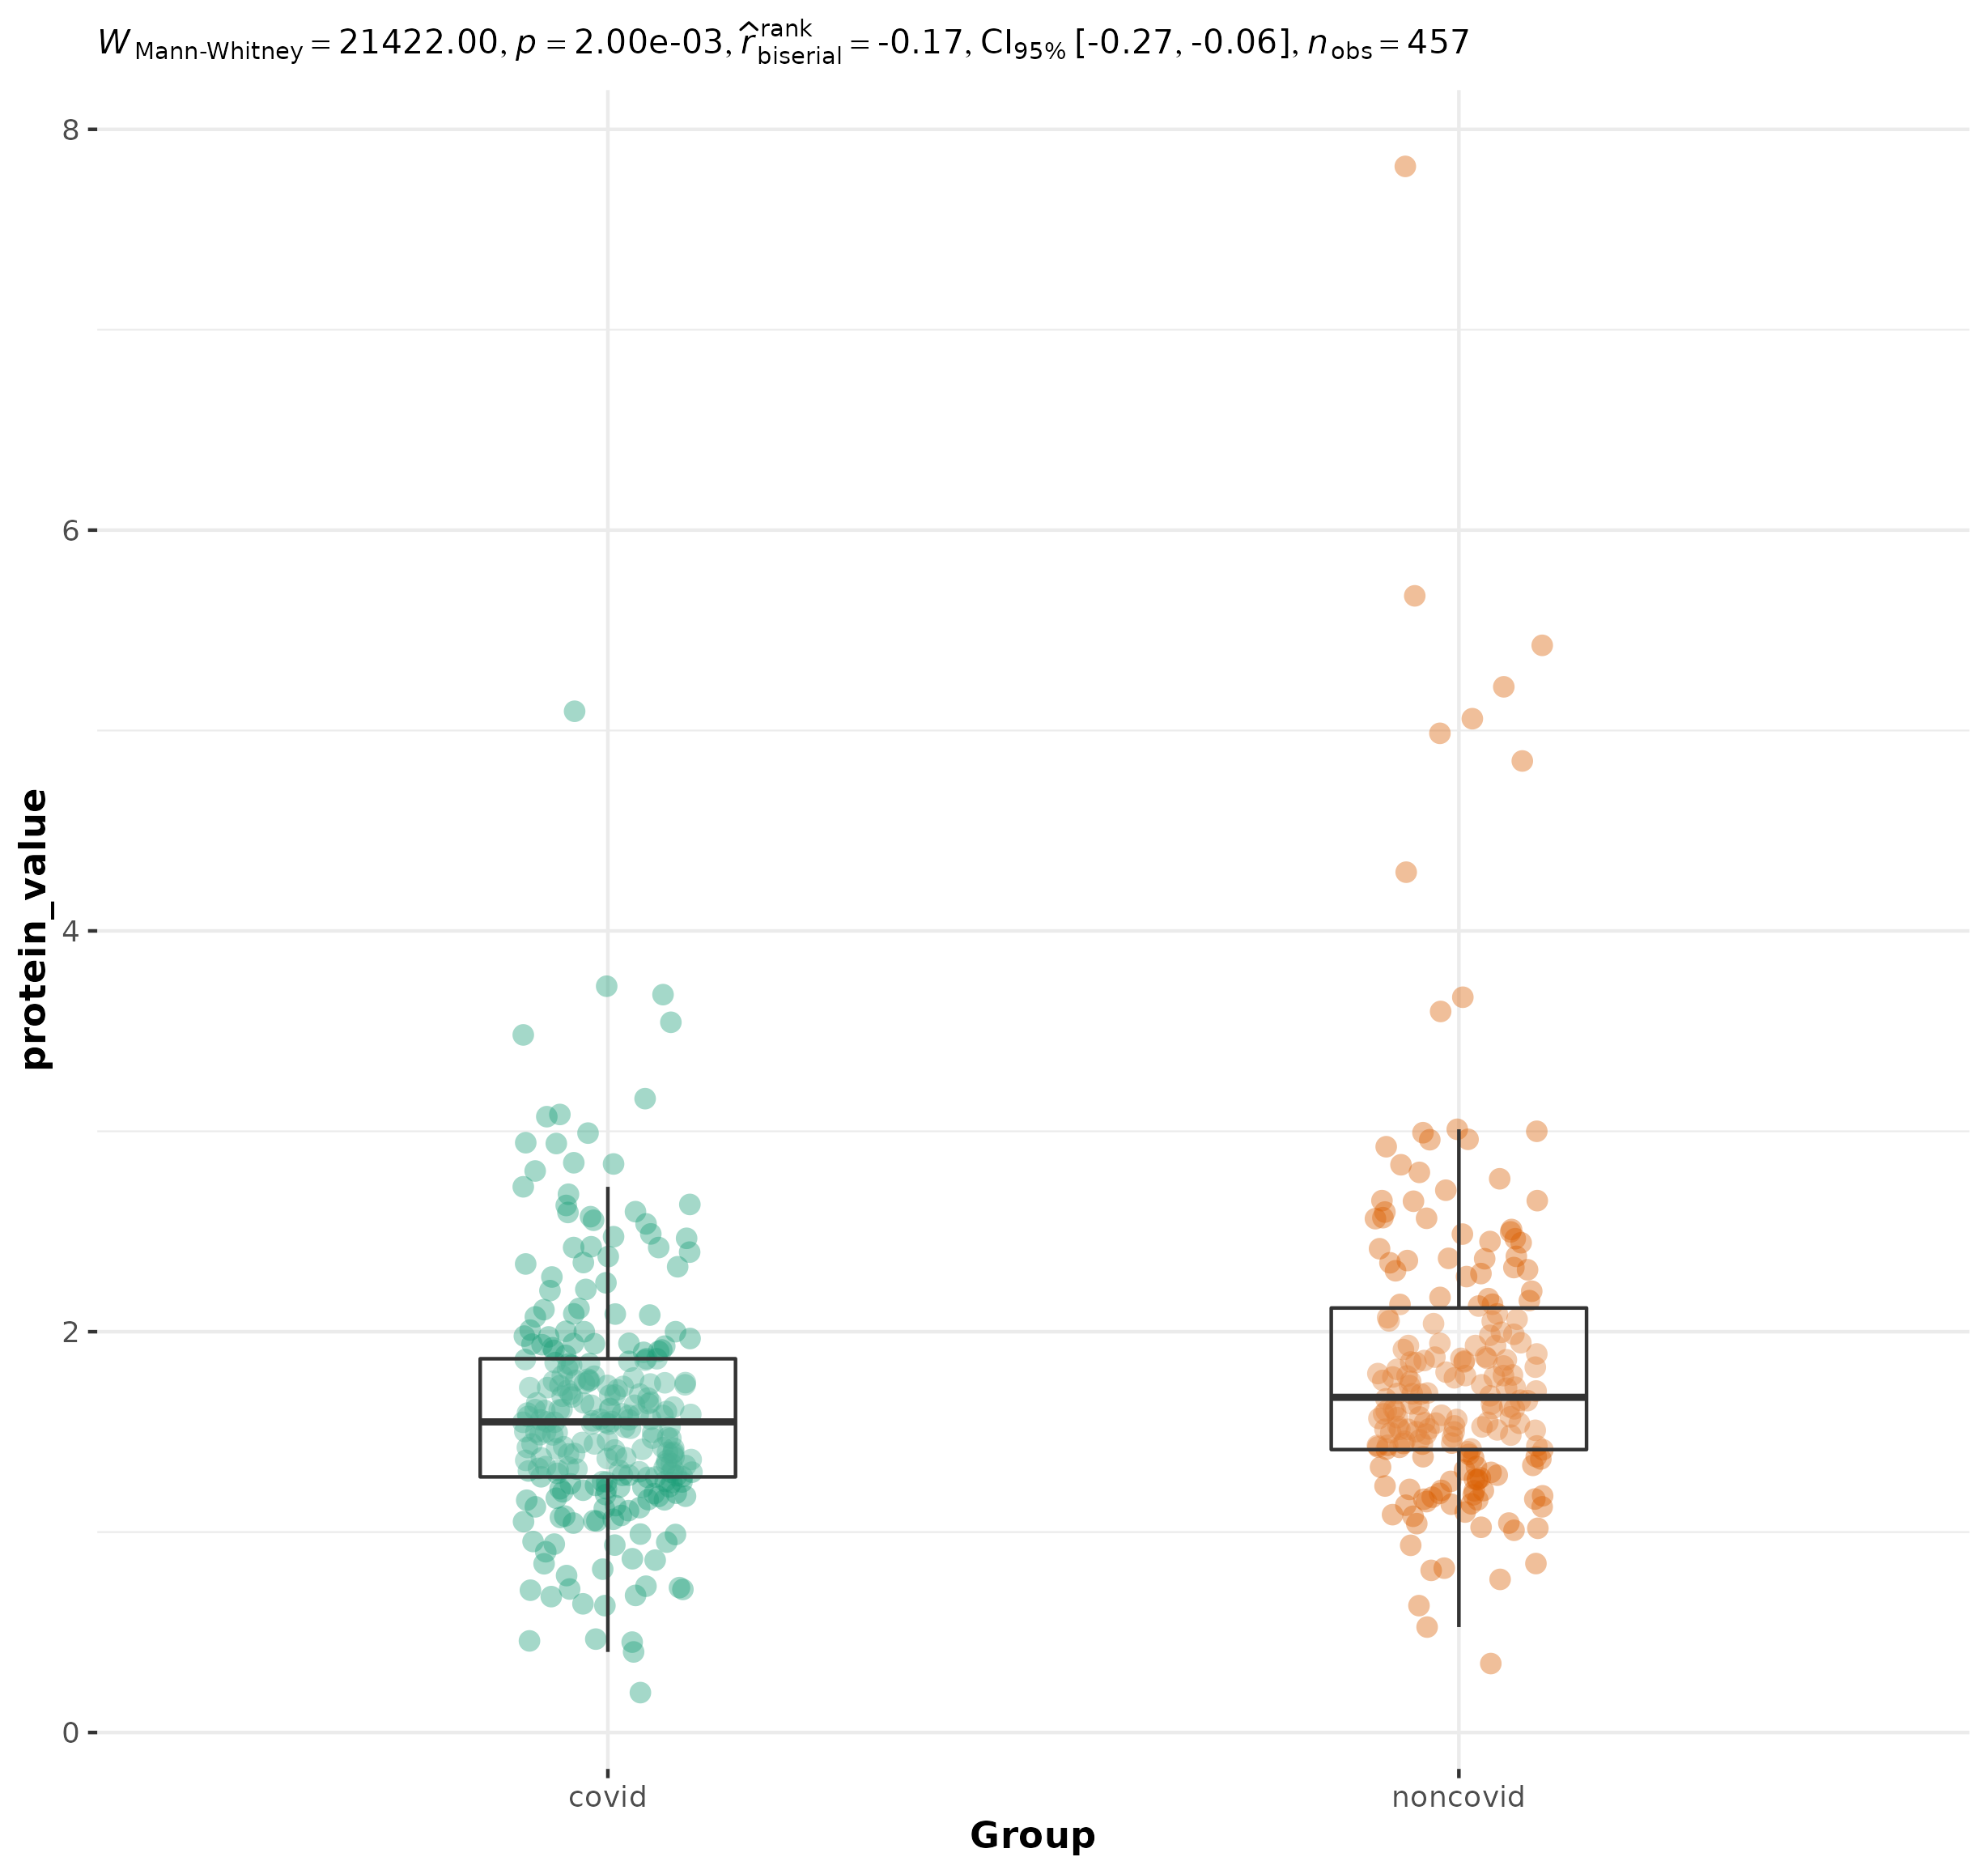 W Mann-Whitney = 21422.00, p = 2.00e-03, r̂ rank biserial = -0.17, CI95% [-0.27, -0.06], nobs = 457
8
6
4
2
0
protein_value
covid noncovid
Group